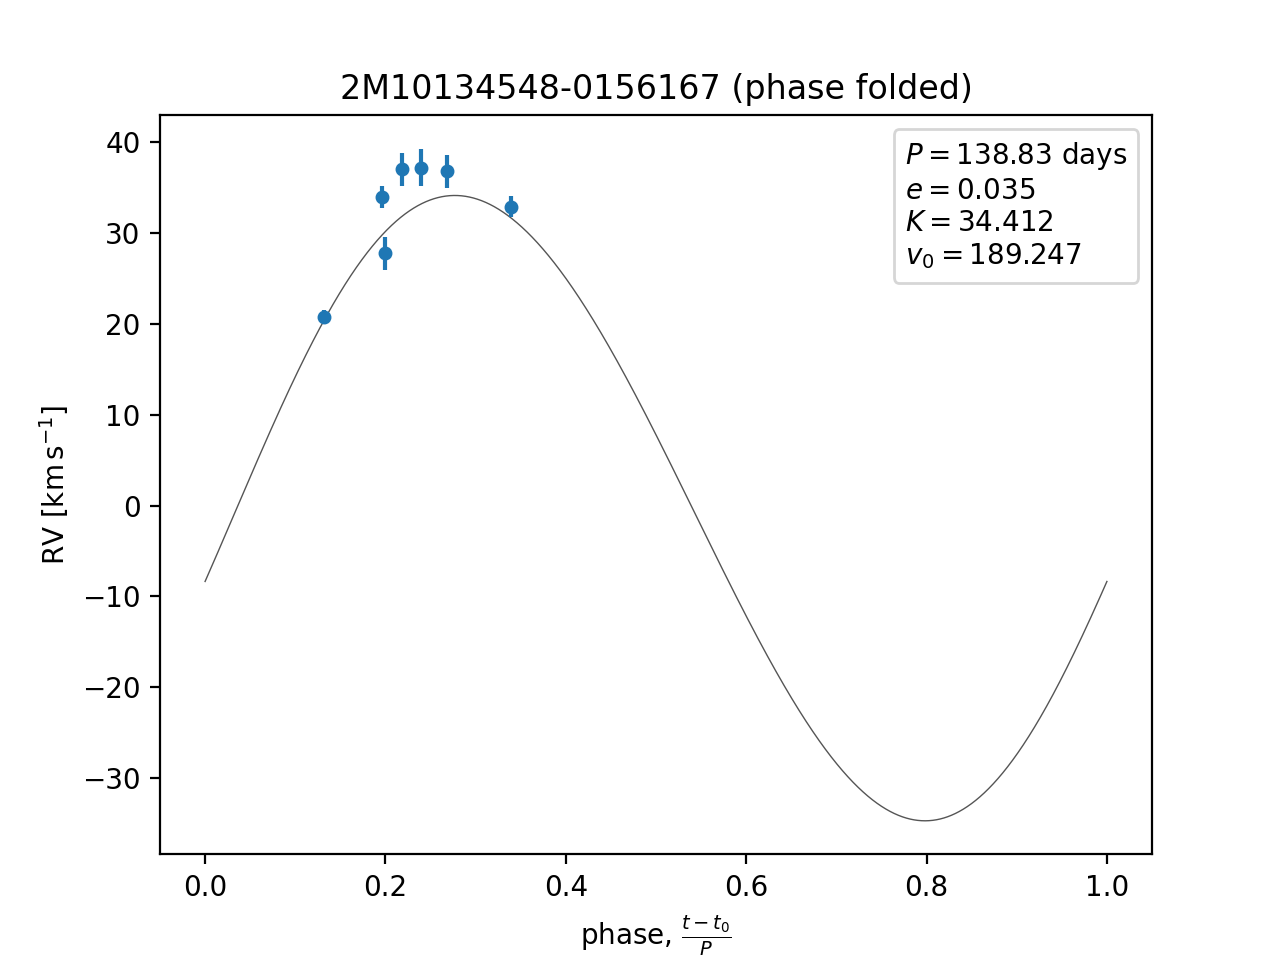 2M10134548-0156167 (phase folded)
P = 138.83 days
e = 0.035
K = 34.412
v₀ = 189.247
40
30
20
10
0
−10
−20
−30
RV [km s⁻¹]
0.0 0.2 0.4 0.6 0.8 1.0
phase, (t − t₀)/P